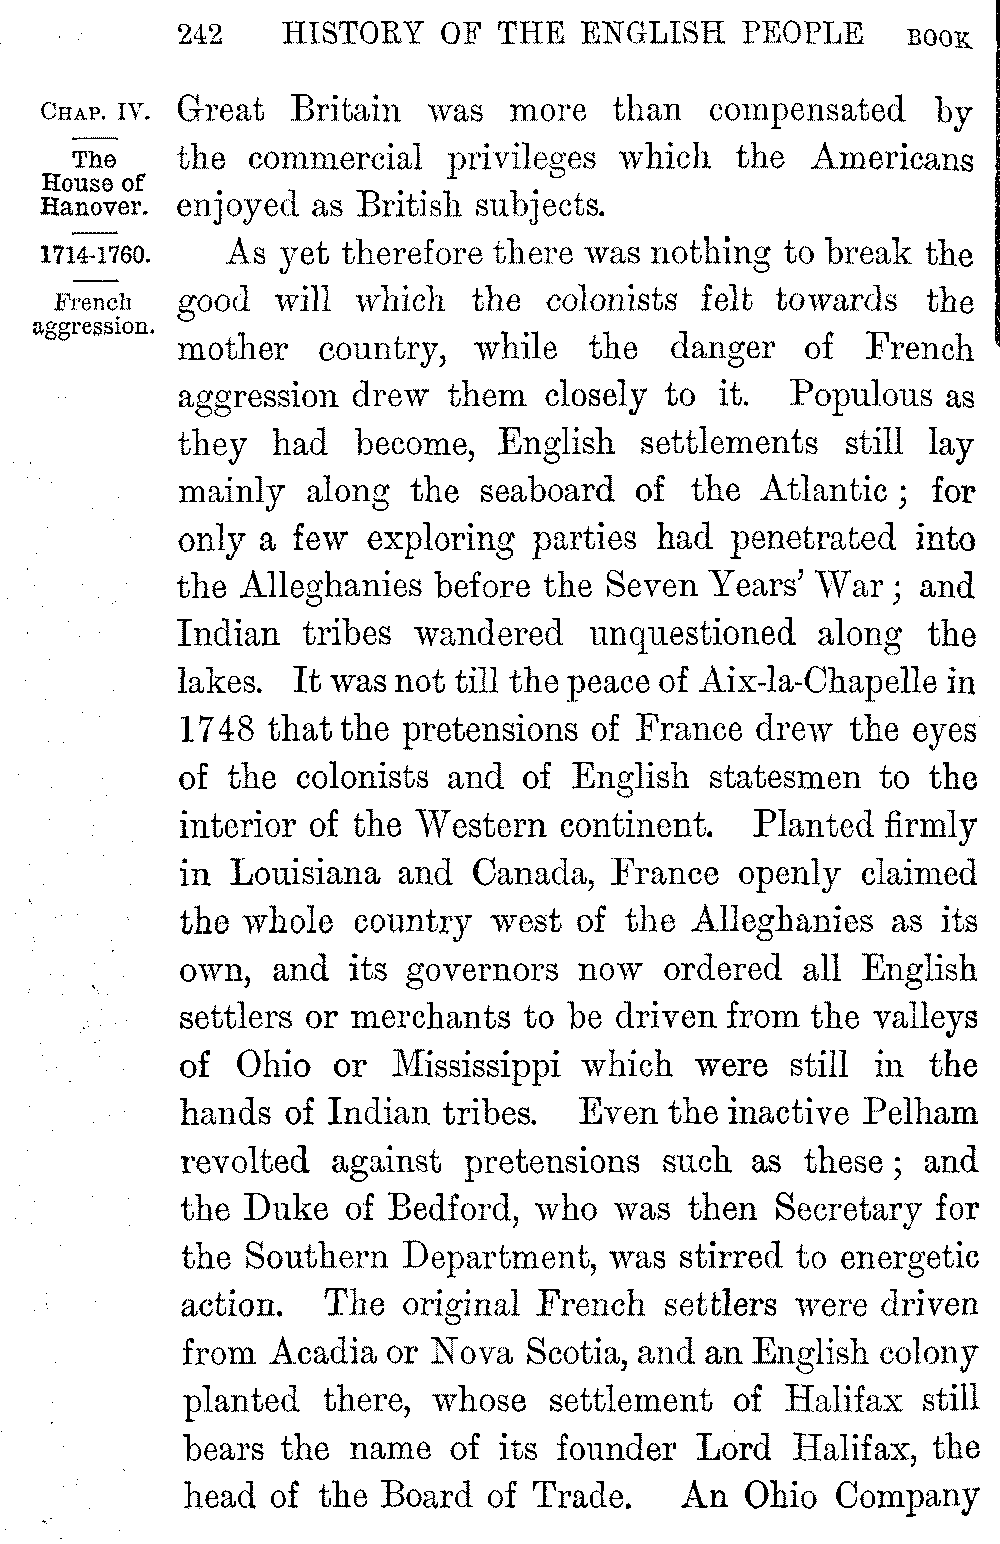 242 HISTORY OF THE ENGLISH PEOPLE BOOK
CHAP. IV.
The
House of
Hanover.
1714-1760.
French
aggression.
Great Britain was more than compensated by
the commercial privileges which the Americans
enjoyed as British subjects.
As yet therefore there was nothing to break the
good will which the colonists felt towards the
mother country, while the danger of French
aggression drew them closely to it. Populous as
they had become, English settlements still lay
mainly along the seaboard of the Atlantic ; for
only a few exploring parties had penetrated into
the Alleghanies before the Seven Years' War ; and
Indian tribes wandered unquestioned along the
lakes. It was not till the peace of Aix-la-Chapelle in
1748 that the pretensions of France drew the eyes
of the colonists and of English statesmen to the
interior of the Western continent. Planted firmly
in Louisiana and Canada, France openly claimed
the whole country west of the Alleghanies as its
own, and its governors now ordered all English
settlers or merchants to be driven from the valleys
of Ohio or Mississippi which were still in the
hands of Indian tribes. Even the inactive Pelham
revolted against pretensions such as these ; and
the Duke of Bedford, who was then Secretary for
the Southern Department, was stirred to energetic
action. The original French settlers were driven
from Acadia or Nova Scotia, and an English colony
planted there, whose settlement of Halifax still
bears the name of its founder Lord Halifax, the
head of the Board of Trade. An Ohio Company